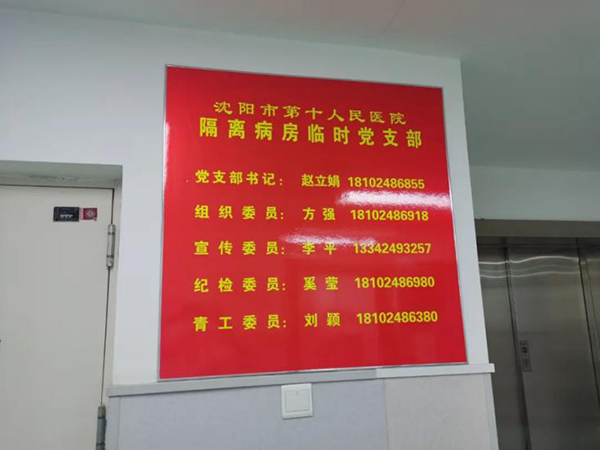 沈阳市第十人民医院
隔离病房临时党支部
党支部书记: 赵立娟 18102486855
组织委员: 方强 18102486918
宣传委员: 李平 13342493257
纪检委员: 奚莹 18102486980
青工委员: 刘颖 18102486380